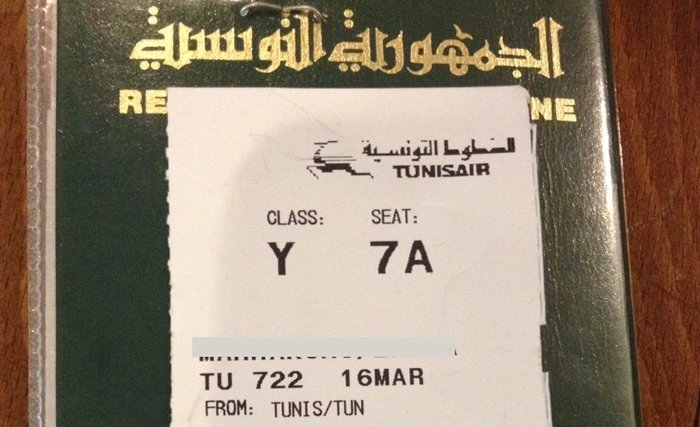 الجمهورية التونسية
RE NE
الخطوط التونسية
TUNISAIR
CLASS: SEAT:
Y 7A
TU 722 16MAR
FROM: TUNIS/TUN